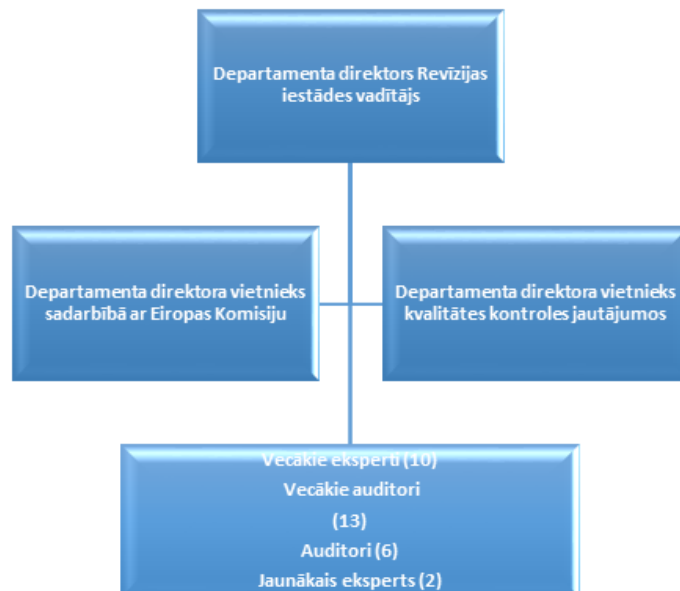 Departamenta direktors Revīzijas
iestādes vadītājs
Departamenta direktora vietnieks
sadarbībā ar Eiropas Komisiju
Departamenta direktora vietnieks
kvalitātes kontroles jautājumos
Vecākie eksperti (10)
Vecākie auditori
(13)
Auditori (6)
Jaunākais eksperts (2)